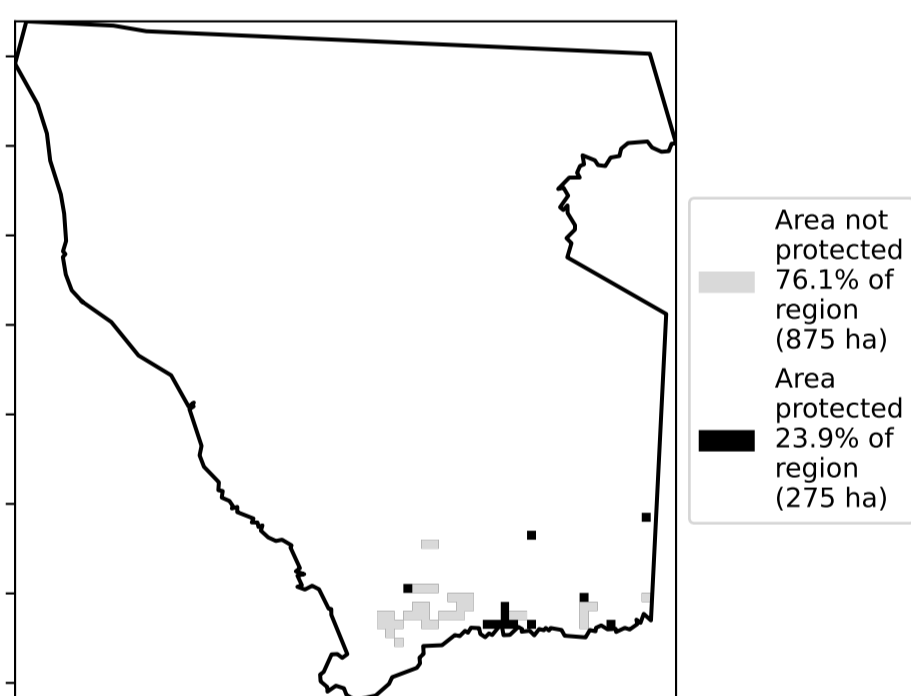 Area not
protected
76.1% of
region
(875 ha)
Area
protected
23.9% of
region
(275 ha)